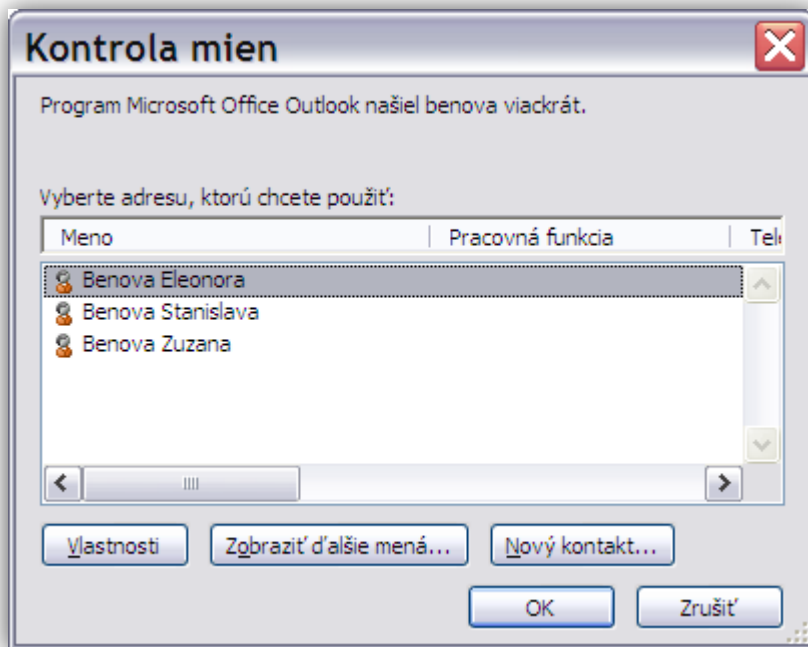 Kontrola mien
Program Microsoft Office Outlook našiel benova viackrát.
Vyberte adresu, ktorú chcete použiť:
Meno Pracovná funkcia Tele
Benova Eleonora
Benova Stanislava
Benova Zuzana
Vlastnosti Zobraziť ďalšie mená... Nový kontakt...
OK Zrušiť